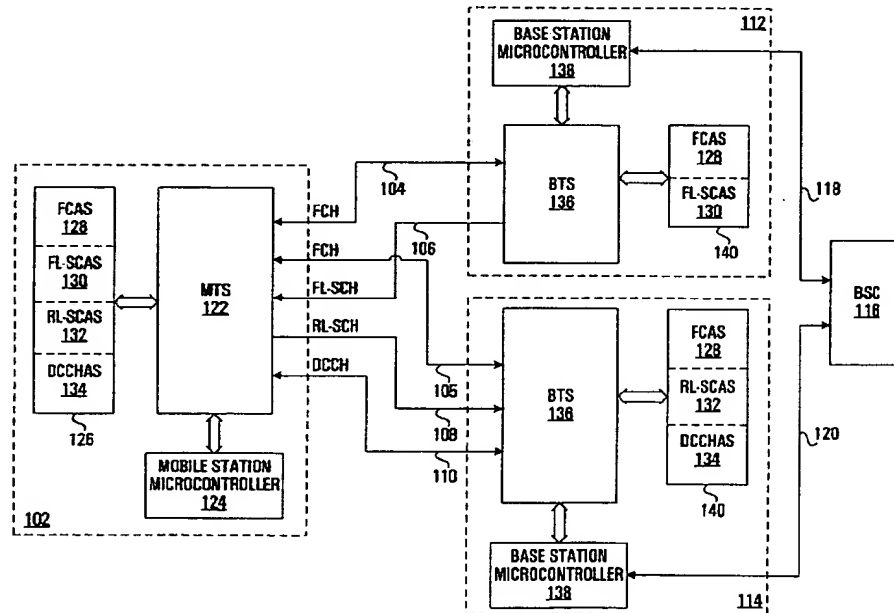 BASE STATION
MICROCONTROLLER
138
112
BTS
136
FCAS
128
FL-SCAS
130
140
118
BSC
116
120
FCAS
128
FL-SCAS
130
RL-SCAS
132
DCCHAS
134
126
MTS
122
MOBILE STATION
MICROCONTROLLER
124
102
FCH
104
FCH
106
FL-SCH
RL-SCH
DCCH
105
108
110
BTS
136
FCAS
128
RL-SCAS
132
DCCHAS
134
140
BASE STATION
MICROCONTROLLER
138
114